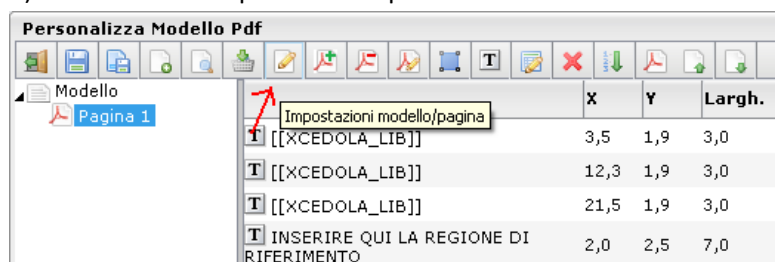 Personalizza Modello Pdf
Modello
Pagina 1
X Y Largh.
Impostazioni modello/pagina
T [[XCEDOLA_LIB]] 3,5 1,9 3,0
T [[XCEDOLA_LIB]] 12,3 1,9 3,0
T [[XCEDOLA_LIB]] 21,5 1,9 3,0
T INSERIRE QUI LA REGIONE DI
RIFERIMENTO 2,0 2,5 7,0